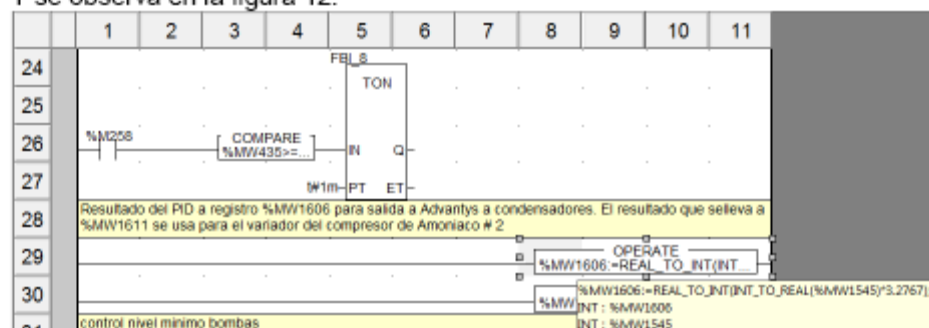 Y se observa en la figura 12.
1 2 3 4 5 6 7 8 9 10 11
24
FBI_8
TON
25
26
%M258
COMPARE
%MW435>=...
IN Q
27
t#1m PT ET
28
Resultado del PID a registro %MW1606 para salida a Advantys a condensadores. El resultado que selleva a
%MW1611 se usa para el variador del compresor de Amoniaco # 2
29
OPERATE
%MW1606:=REAL_TO_INT(INT...
30
%MW
%MW1606:=REAL_TO_INT(INT_TO_REAL(%MW1545)*3.2767);
INT : %MW1606
control nivel minimo bombas
INT : %MW1545